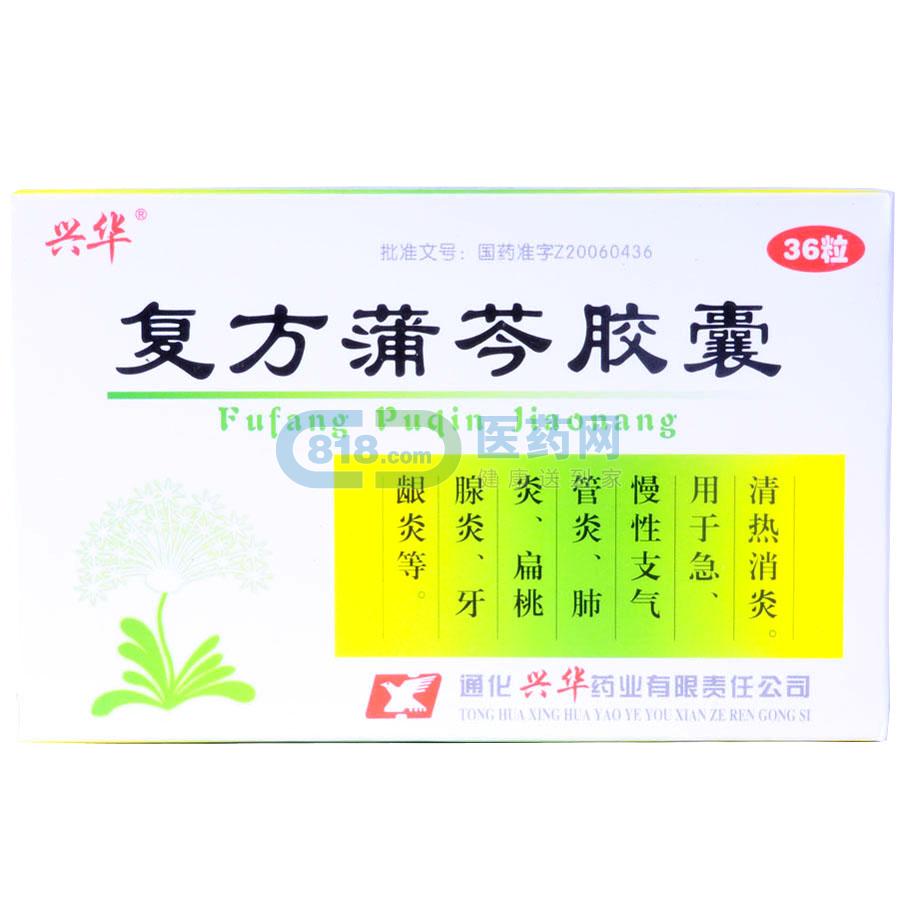 兴华®
批准文号：国药准字Z20060436
36粒
复方蒲芩胶囊
Fufang Puqin Jiaonang
818.com 医药网
健康送到家
清热消炎。
用于急、
慢性支气
管炎、肺
炎、扁桃
腺炎、牙
龈炎等。
通化兴华药业有限责任公司
TONG HUA XING HUA YAO YE YOU XIAN ZE REN GONG SI